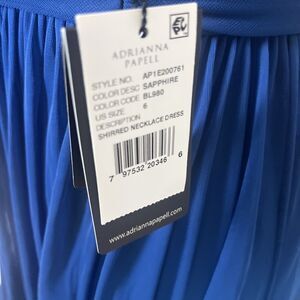 ADRIANNA
PAPELL
STYLE NO. AP1E200761
COLOR DESC SAPPHIRE
COLOR CODE BL980
US SIZE 6
DESCRIPTION
SHIRRED NECKLACE DRESS
7 97532 20346 6
www.adriannapapell.com